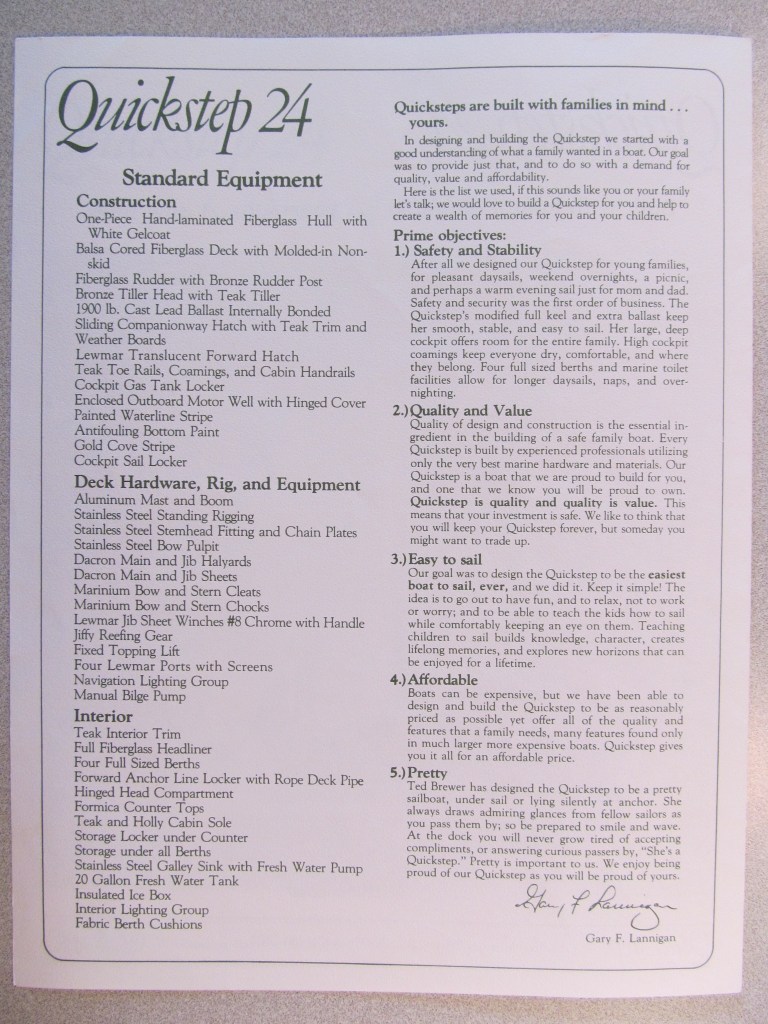 Quickstep 24
Standard Equipment
Construction
One-Piece Hand-laminated Fiberglass Hull with
White Gelcoat
Balsa Cored Fiberglass Deck with Molded-in Non-
skid
Fiberglass Rudder with Bronze Rudder Post
Bronze Tiller Head with Teak Tiller
1900 lb. Cast Lead Ballast Internally Bonded
Sliding Companionway Hatch with Teak Trim and
Weather Boards
Lewmar Translucent Forward Hatch
Teak Toe Rails, Coamings, and Cabin Handrails
Cockpit Gas Tank Locker
Enclosed Outboard Motor Well with Hinged Cover
Painted Waterline Stripe
Antifouling Bottom Paint
Gold Cove Stripe
Cockpit Sail Locker
Deck Hardware, Rig, and Equipment
Aluminum Mast and Boom
Stainless Steel Standing Rigging
Stainless Steel Stemhead Fitting and Chain Plates
Stainless Steel Bow Pulpit
Dacron Main and Jib Halyards
Dacron Main and Jib Sheets
Marinium Bow and Stern Cleats
Marinium Bow and Stern Chocks
Lewmar Jib Sheet Winches #8 Chrome with Handle
Jiffy Reefing Gear
Fixed Topping Lift
Four Lewmar Ports with Screens
Navigation Lighting Group
Manual Bilge Pump
Interior
Teak Interior Trim
Full Fiberglass Headliner
Four Full Sized Berths
Forward Anchor Line Locker with Rope Deck Pipe
Hinged Head Compartment
Formica Counter Tops
Teak and Holly Cabin Sole
Storage Locker under Counter
Storage under all Berths
Stainless Steel Galley Sink with Fresh Water Pump
20 Gallon Fresh Water Tank
Insulated Ice Box
Interior Lighting Group
Fabric Berth Cushions
Quicksteps are built with families in mind . . .
yours.
In designing and building the Quickstep we started with a
good understanding of what a family wanted in a boat. Our goal
was to provide just that, and to do so with a demand for
quality, value and affordability.
Here is the list we used, if this sounds like you or your family
let's talk; we would love to build a Quickstep for you and help to
create a wealth of memories for you and your children.
Prime objectives:
1.) Safety and Stability
After all we designed our Quickstep for young families,
for pleasant daysails, weekend overnights, a picnic,
and perhaps a warm evening sail just for mom and dad.
Safety and security was the first order of business. The
Quickstep's modified full keel and extra ballast keep
her smooth, stable, and easy to sail. Her large, deep
cockpit offers room for the entire family. High cockpit
coamings keep everyone dry, comfortable, and where
they belong. Four full sized berths and marine toilet
facilities allow for longer daysails, naps, and over-
nighting.
2.) Quality and Value
Quality of design and construction is the essential in-
gredient in the building of a safe family boat. Every
Quickstep is built by experienced professionals utilizing
only the very best marine hardware and materials. Our
Quickstep is a boat that we are proud to build for you,
and one that we know you will be proud to own.
Quickstep is quality and quality is value. This
means that your investment is safe. We like to think that
you will keep your Quickstep forever, but someday you
might want to trade up.
3.) Easy to sail
Our goal was to design the Quickstep to be the easiest
boat to sail, ever, and we did it. Keep it simple! The
idea is to go out to have fun, and to relax, not to work
or worry; and to be able to teach the kids how to sail
while comfortably keeping an eye on them. Teaching
children to sail builds knowledge, character, creates
lifelong memories, and explores new horizons that can
be enjoyed for a lifetime.
4.) Affordable
Boats can be expensive, but we have been able to
design and build the Quickstep to be as reasonably
priced as possible yet offer all of the quality and
features that a family needs, many features found only
in much larger more expensive boats. Quickstep gives
you it all for an affordable price.
5.) Pretty
Ted Brewer has designed the Quickstep to be a pretty
sailboat, under sail or lying silently at anchor. She
always draws admiring glances from fellow sailors as
you pass them by; so be prepared to smile and wave.
At the dock you will never grow tired of accepting
compliments, or answering curious passers by, "She's a
Quickstep." Pretty is important to us. We enjoy being
proud of our Quickstep as you will be proud of yours.
Gary F Lannigan
Gary F. Lannigan